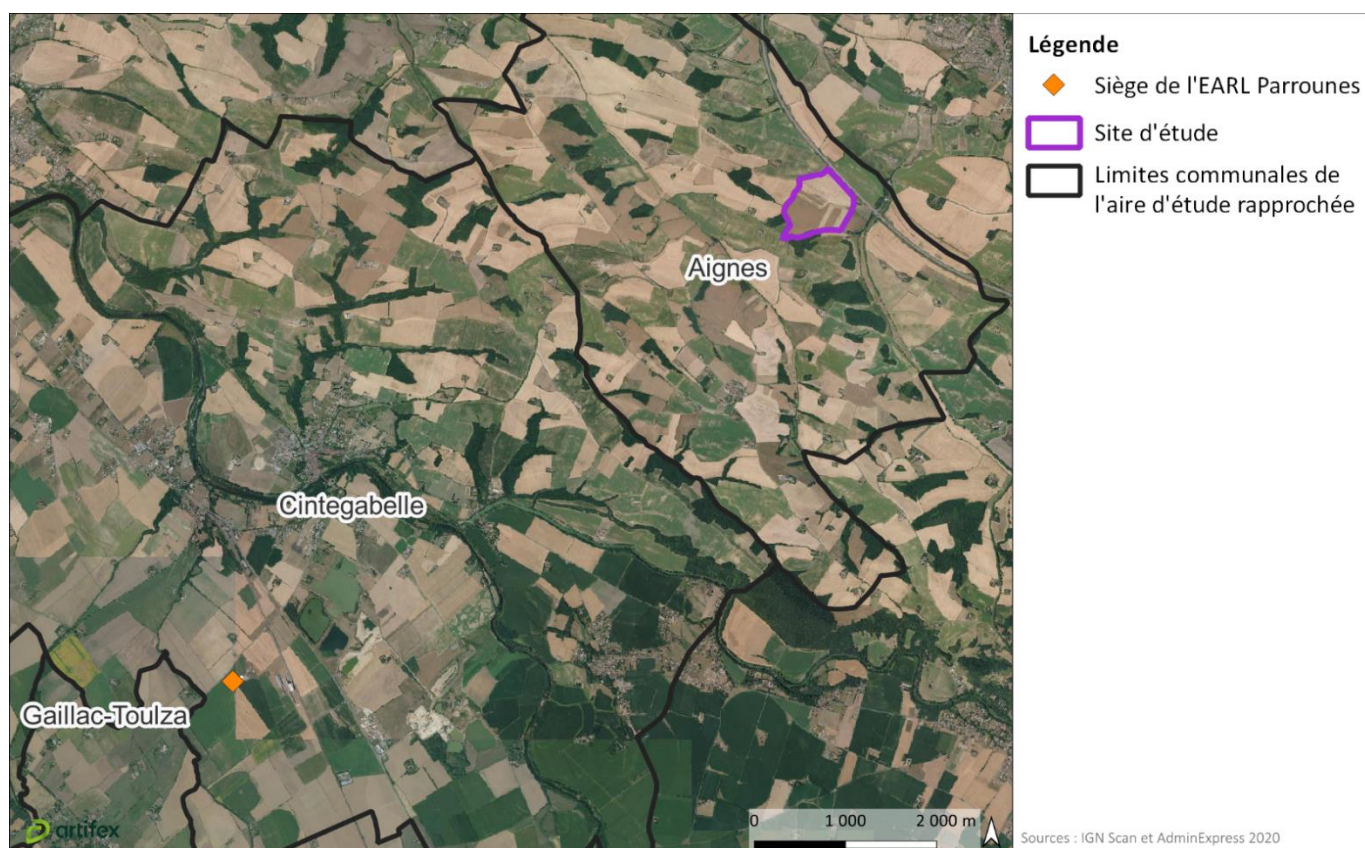 Aignes
Cintegabelle
Gaillac-Toulza
artifex
0 1 000 2 000 m
Légende
Siège de l'EARL Parrounes
Site d'étude
Limites communales de
l'aire d'étude rapprochée
Sources : IGN Scan et AdminExpress 2020